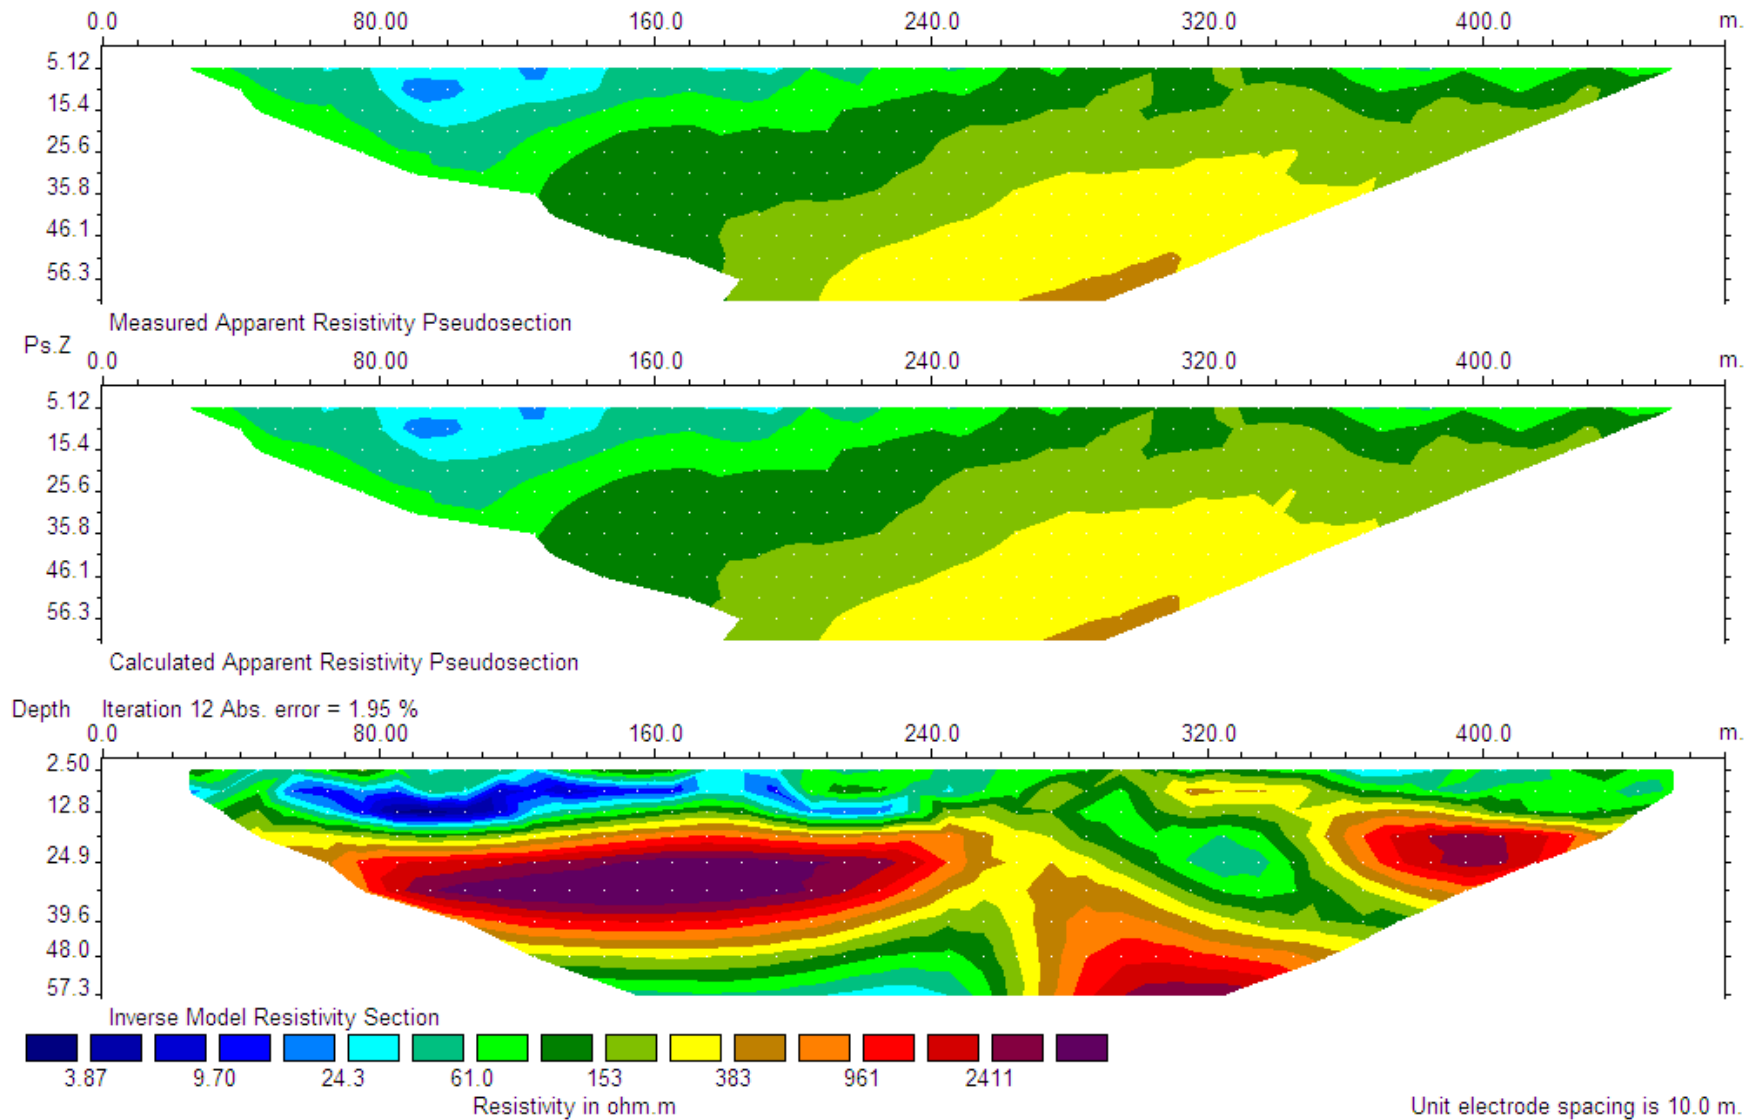 0.0 80.00 160.0 240.0 320.0 400.0 m.
5.12
15.4
25.6
35.8
46.1
56.3
Measured Apparent Resistivity Pseudosection
Ps.Z 0.0 80.00 160.0 240.0 320.0 400.0 m.
5.12
15.4
25.6
35.8
46.1
56.3
Calculated Apparent Resistivity Pseudosection
Depth Iteration 12 Abs. error = 1.95 %
0.0 80.00 160.0 240.0 320.0 400.0 m.
2.50
12.8
24.9
39.6
48.0
57.3
Inverse Model Resistivity Section
3.87 9.70 24.3 61.0 153 383 961 2411
Resistivity in ohm.m Unit electrode spacing is 10.0 m.